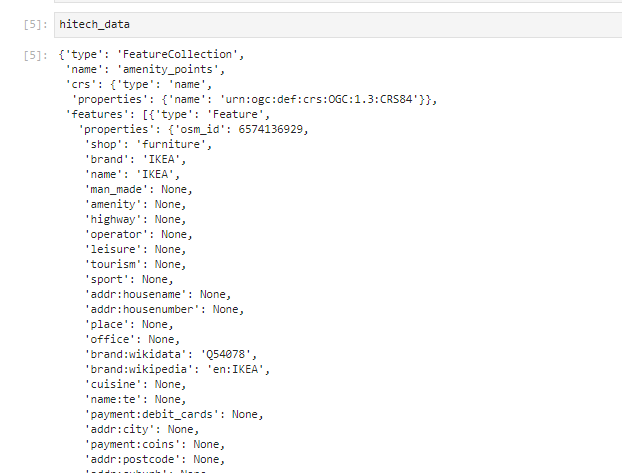 [5]: hitech_data
[5]: {'type': 'FeatureCollection',
'name': 'amenity_points',
'crs': {'type': 'name',
'properties': {'name': 'urn:ogc:def:crs:OGC:1.3:CRS84'}},
'features': [{'type': 'Feature',
'properties': {'osm_id': 6574136929,
'shop': 'furniture',
'brand': 'IKEA',
'name': 'IKEA',
'man_made': None,
'amenity': None,
'highway': None,
'operator': None,
'leisure': None,
'tourism': None,
'sport': None,
'addr:housename': None,
'addr:housenumber': None,
'place': None,
'office': None,
'brand:wikidata': 'Q54078',
'brand:wikipedia': 'en:IKEA',
'cuisine': None,
'name:te': None,
'payment:debit_cards': None,
'addr:city': None,
'payment:coins': None,
'addr:postcode': None,